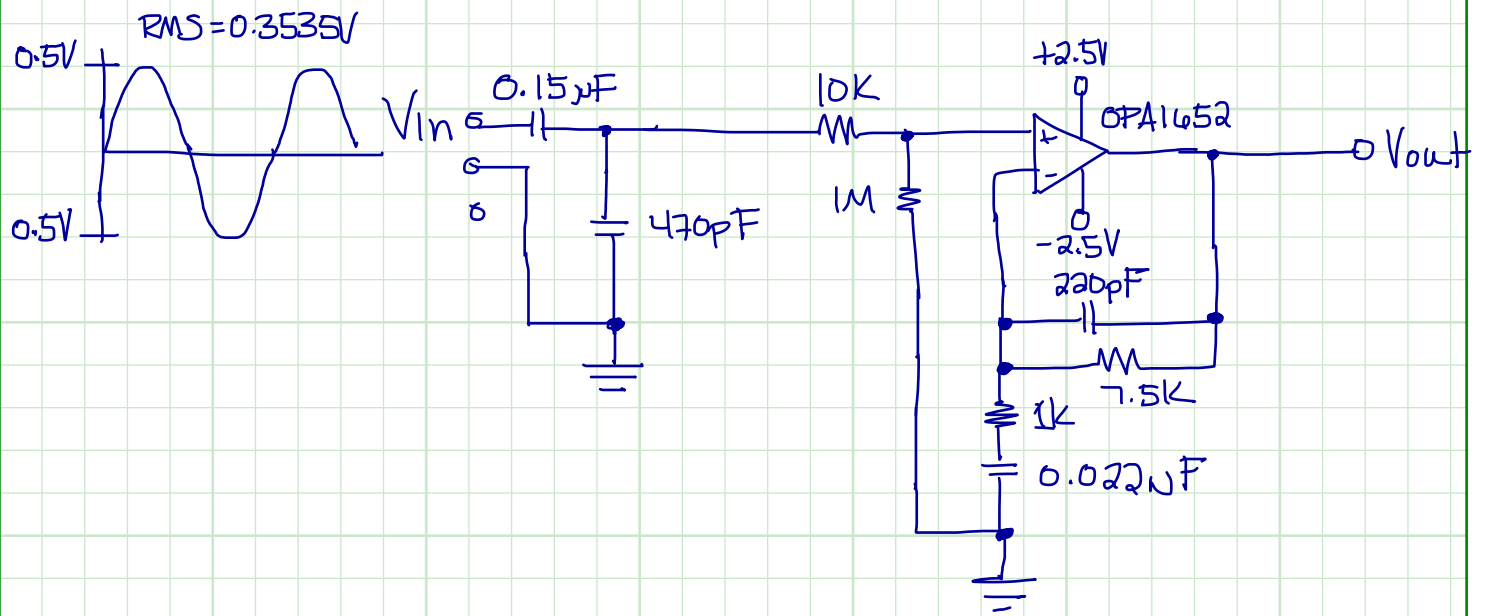 RMS=0.3535V
0.5V
0.5V
Vin
0.15µF
470pF
10K
1M
+2.5V
OPA1652
+
-
-2.5V
Vout
220pF
7.5K
1K
0.022µF